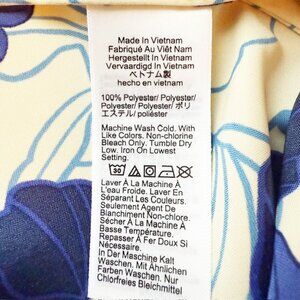 Made In Vietnam
Fabriqué Au Việt Nam
Hergestellt In Vietnam
Vervaardigd In Vietnam
ベトナム製
hecho en vietnam
100% Polyester/ Polyester/
Polyester/ Polyester/ ポリ
エステル/ poliéster
Machine Wash Cold. With
Like Colors. Non-chlorine
Bleach Only. Tumble Dry
Low. Iron On Lowest
Setting.
30
Laver À La Machine À
L'eau Froide. Laver En
Séparant Les Couleurs.
Seulement Agent De
Blanchiment Non-chlore.
Sécher À La Machine À
Basse Température.
Repasser À Fer Doux Si
Nécessaire.
In Der Maschine Kalt
Waschen. Mit Ähnlichen
Farben Waschen. Nur
Chlorfreies Bleichmittel